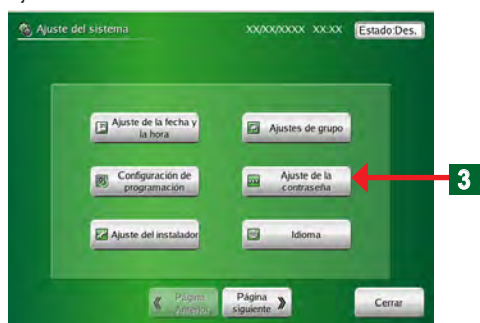 Ajuste del sistema
XX/XX/XXXX XX:XX
Estado:Des.
Ajuste de la fecha y
la hora
Ajustes de grupo
Configuración de
programación
Ajuste de la
contraseña
3
Ajuste del instalador
Idioma
Página
Anterior
Página
siguiente
Cerrar